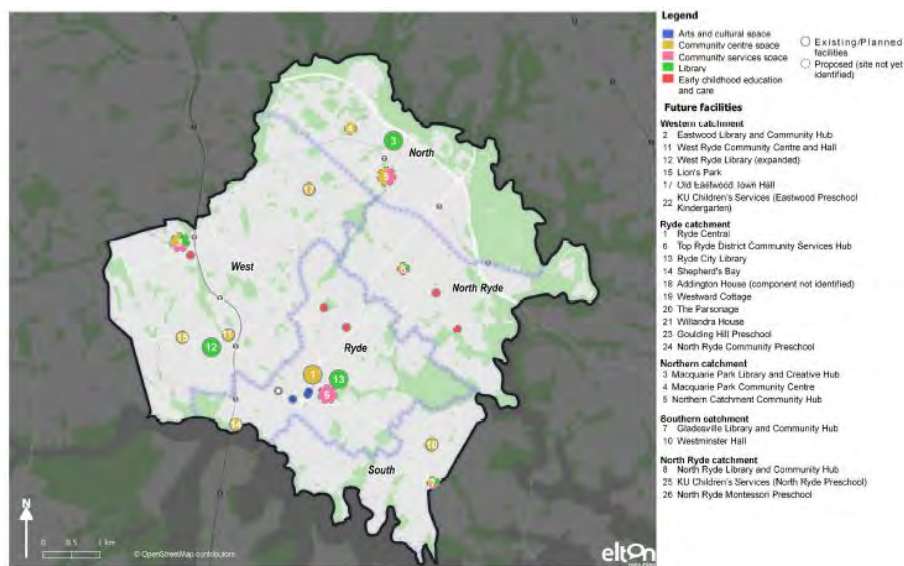 Legend
Arts and cultural space
Community centre space
Community services space
Library
Early childhood education
and care
Existing/Planned
facilities
Proposed (site not yet
identified)
Future facilities
Western catchment
2 Eastwood Library and Community Hub
11 West Ryde Community Centre and Hall
12 West Ryde Library (expanded)
15 Lion's Park
17 Old Eastwood Town Hall
22 KU Children's Services (Eastwood Preschool
Kindergarten)
Ryde catchment
1 Ryde Central
6 Top Ryde District Community Services Hub
13 Ryde City Library
14 Shepherd's Bay
18 Addington House (component not identified)
19 Westward Cottage
20 The Parsonage
21 Willandra House
23 Goulding Hill Preschool
24 North Ryde Community Preschool
Northern catchment
3 Macquarie Park Library and Creative Hub
4 Macquarie Park Community Centre
5 Northern Catchment Community Hub
Southern catchment
7 Gladesville Library and Community Hub
10 Westminster Hall
North Ryde catchment
8 North Ryde Library and Community Hub
25 KU Children's Services (North Ryde Preschool)
26 North Ryde Montessori Preschool
4
3
North
5
West
8
North Ryde
15
11
12
Ryde
1
13
6
14
10
South
N
0 0.5 1 km
© OpenStreetMap contributors
elton